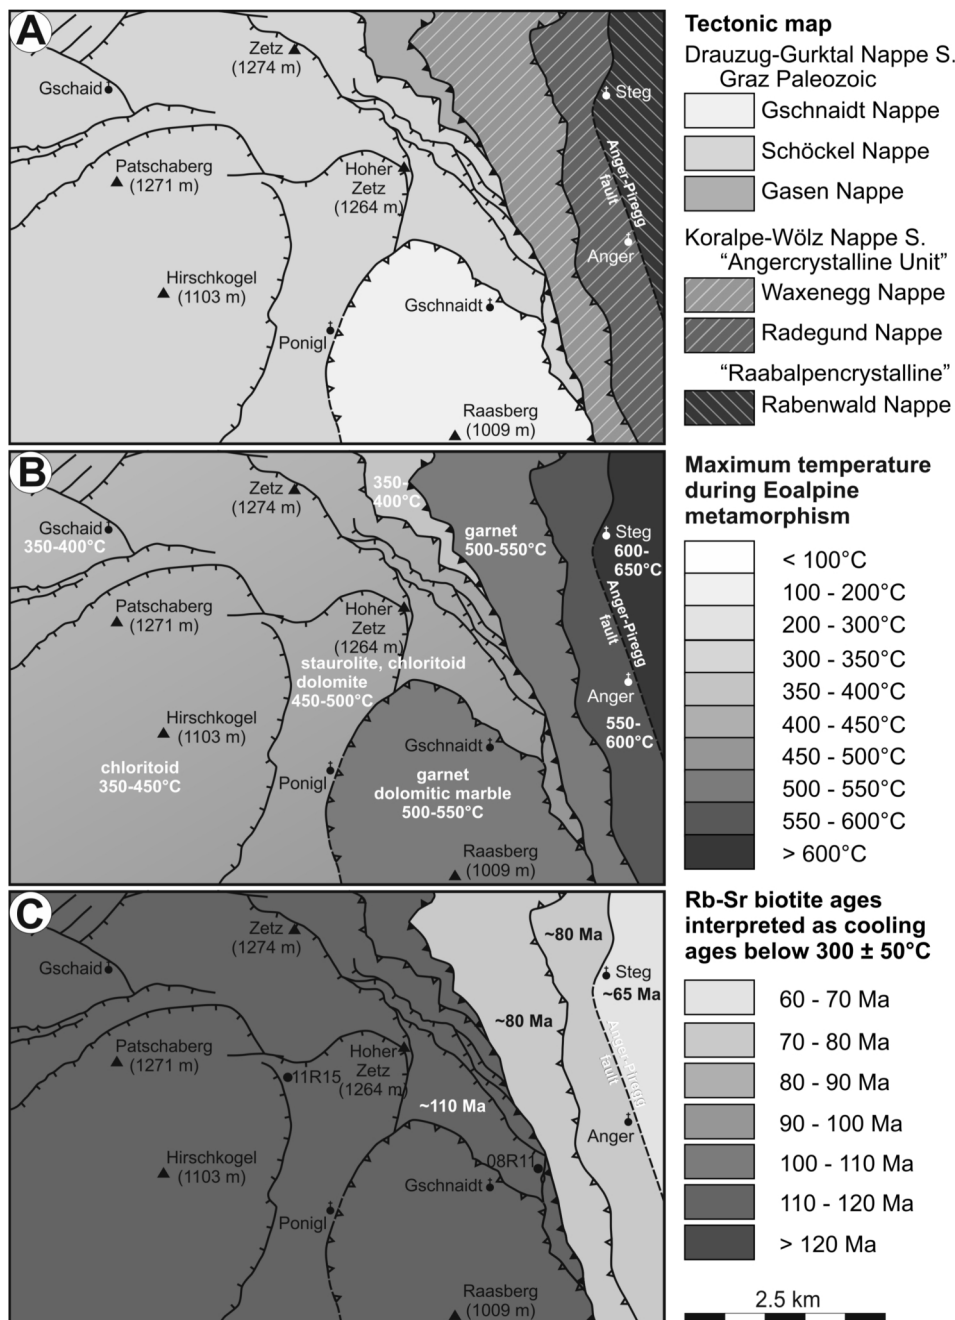 A
Zetz
(1274 m)
Gschaid
Steg
Patschaberg
(1271 m)
Hoher
Zetz
(1264 m)
Anger-Piregg
fault
Anger
Hirschkogel
(1103 m)
Gschnaidt
Ponigl
Raasberg
(1009 m)
Tectonic map
Drauzug-Gurktal Nappe S.
Graz Paleozoic
Gschnaidt Nappe
Schöckel Nappe
Gasen Nappe
Koralpe-Wölz Nappe S.
“Angercrystalline Unit”
Waxenegg Nappe
Radegund Nappe
“Raabalpencrystalline”
Rabenwald Nappe
B
Zetz
(1274 m)
350-
400°C
Gschaid
350-400°C
garnet
500-550°C
Steg
600-
650°C
Patschaberg
(1271 m)
Hoher
Zetz
(1264 m)
Anger-Piregg
fault
staurolite, chloritoid
dolomite
450-500°C
Anger
Hirschkogel
(1103 m)
550-
600°C
Gschnaidt
chloritoid
350-450°C
Ponigl
garnet
dolomitic marble
500-550°C
Raasberg
(1009 m)
Maximum temperature
during Eoalpine
metamorphism
< 100°C
100 - 200°C
200 - 300°C
300 - 350°C
350 - 400°C
400 - 450°C
450 - 500°C
500 - 550°C
550 - 600°C
> 600°C
C
Zetz
(1274 m)
~80 Ma
Gschaid
Steg
~65 Ma
~80 Ma
Patschaberg
(1271 m)
Hoher
Zetz
(1264 m)
11R15
Anger-Piregg
fault
~110 Ma
Anger
Hirschkogel
(1103 m)
08R11
Gschnaidt
Ponigl
Raasberg
(1009 m)
Rb-Sr biotite ages
interpreted as cooling
ages below 300 ± 50°C
60 - 70 Ma
70 - 80 Ma
80 - 90 Ma
90 - 100 Ma
100 - 110 Ma
110 - 120 Ma
> 120 Ma
2.5 km